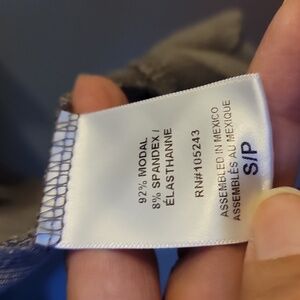 92% MODAL
8% SPANDEX /
ÉLASTHANNE
RN#105243
ASSEMBLED IN MEXICO
ASSEMBLÉS AU MEXIQUE
S/P